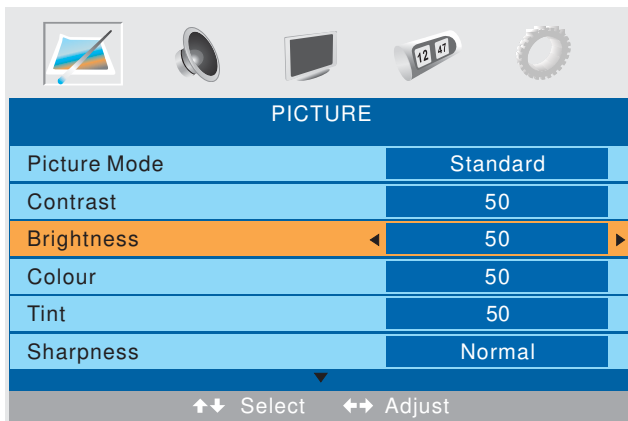 12 47
PICTURE
Picture Mode Standard
Contrast 50
Brightness 50
Colour 50
Tint 50
Sharpness Normal
Select Adjust